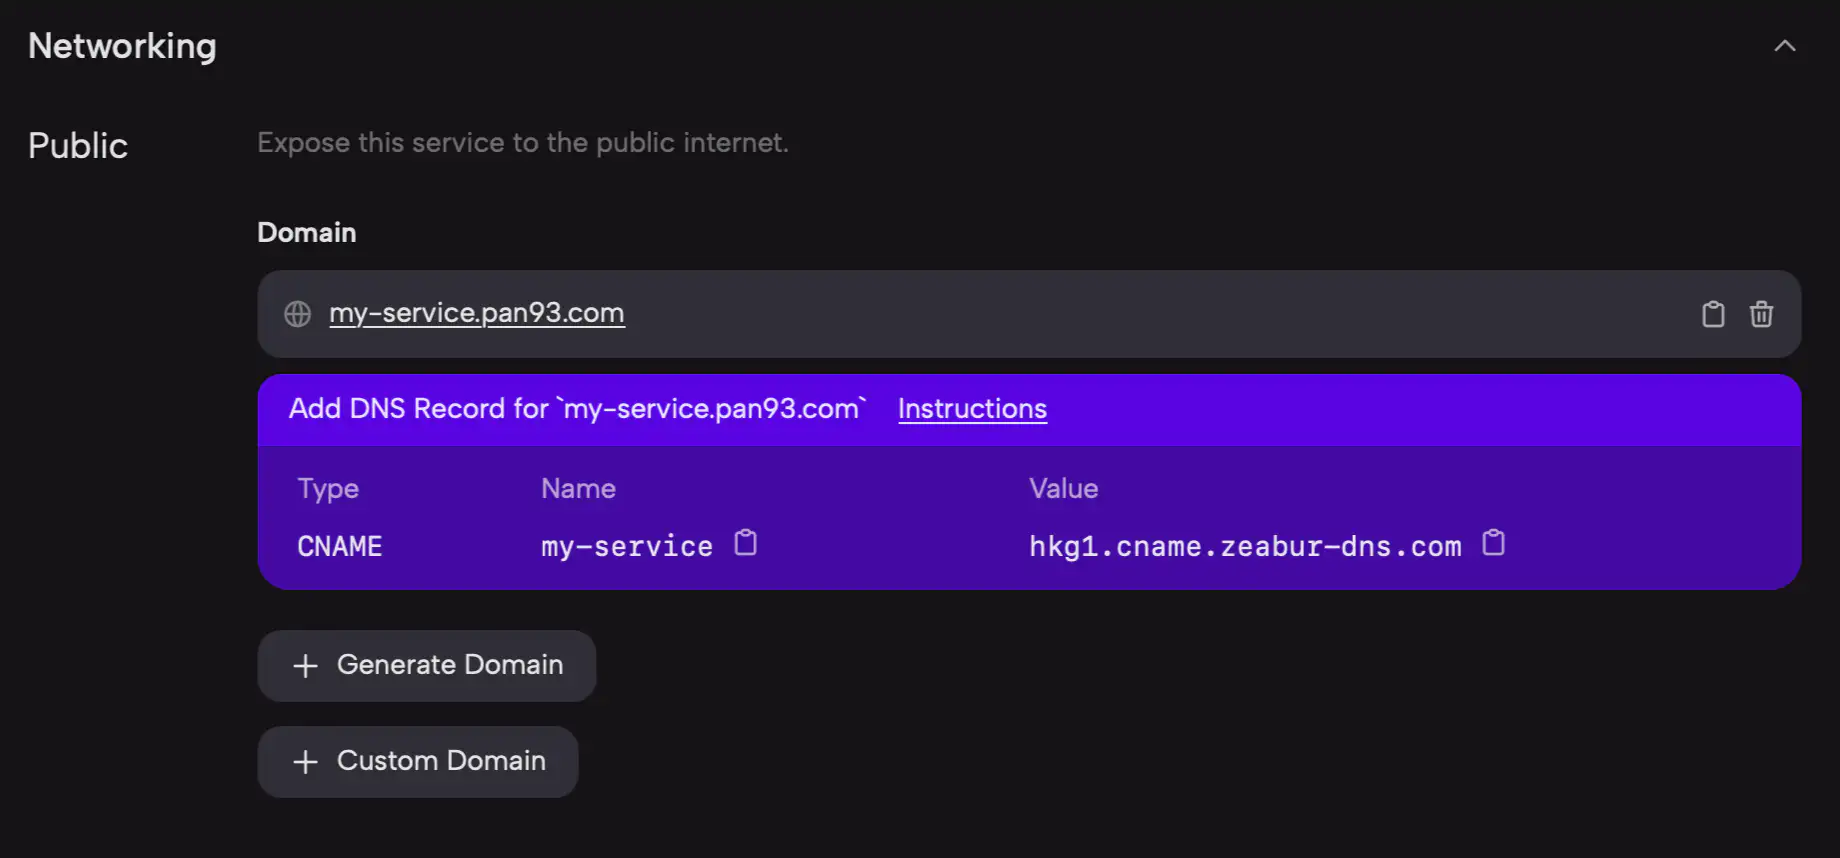 Networking
Public
Expose this service to the public internet.
Domain
my-service.pan93.com
Add DNS Record for `my-service.pan93.com` Instructions
Type Name Value
CNAME my-service hkg1.cname.zeabur-dns.com
+ Generate Domain
+ Custom Domain